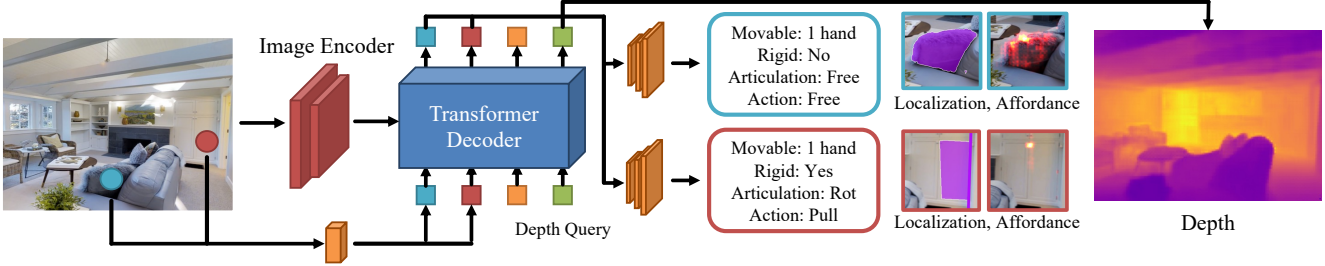 Image Encoder
Transformer
Decoder
Depth Query
Movable: 1 hand
Rigid: No
Articulation: Free
Action: Free
Localization, Affordance
Movable: 1 hand
Rigid: Yes
Articulation: Rot
Action: Pull
Localization, Affordance
Depth